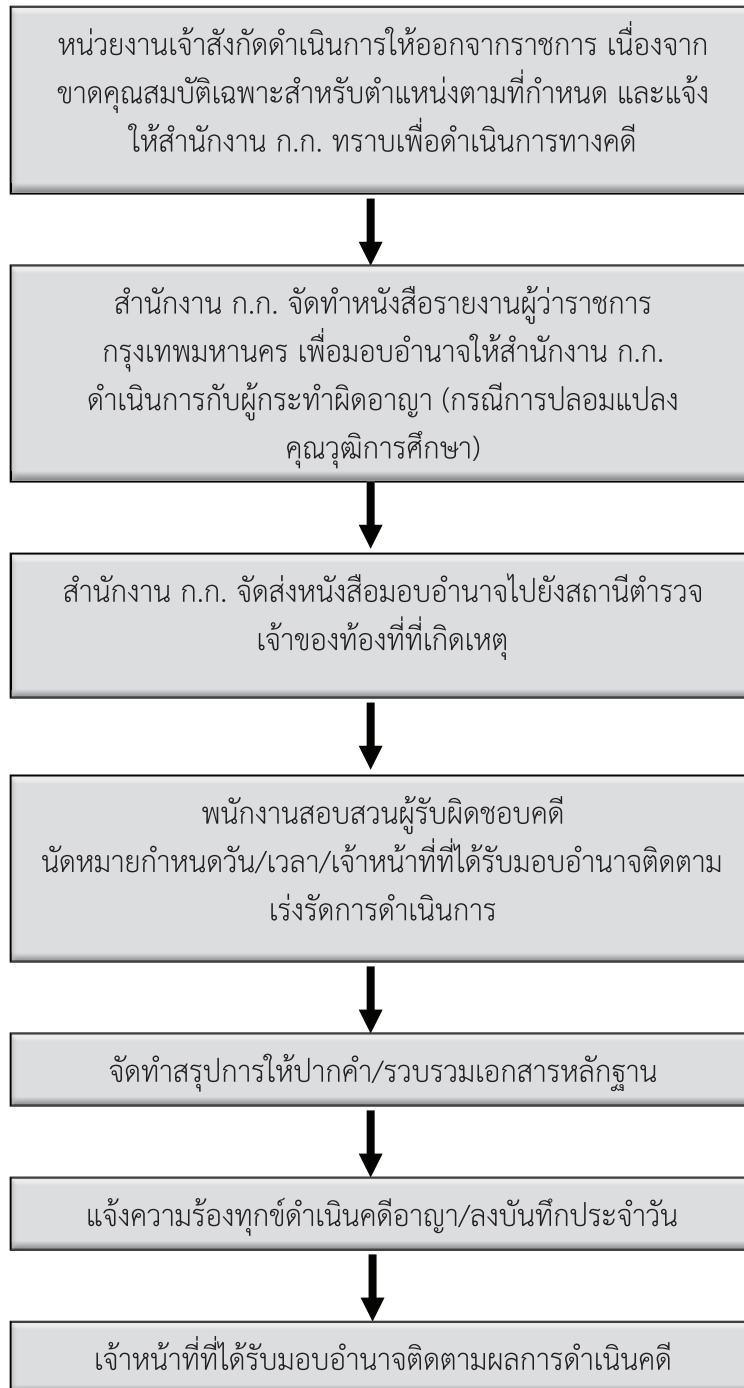 หน่วยงานเจ้าสังกัดดำเนินการให้ออกจากราชการ เนื่องจาก
ขาดคุณสมบัติเฉพาะสำหรับตำแหน่งตามที่กำหนด และแจ้ง
ให้สำนักงาน ก.ก. ทราบเพื่อดำเนินการทางคดี
สำนักงาน ก.ก. จัดทำหนังสือรายงานผู้ว่าราชการ
กรุงเทพมหานคร เพื่อมอบอำนาจให้สำนักงาน ก.ก.
ดำเนินการกับผู้กระทำผิดอาญา (กรณีการปลอมแปลง
คุณวุฒิการศึกษา)
สำนักงาน ก.ก. จัดส่งหนังสือมอบอำนาจไปยังสถานีตำรวจ
เจ้าของท้องที่ที่เกิดเหตุ
พนักงานสอบสวนผู้รับผิดชอบคดี
นัดหมายกำหนดวัน/เวลา/เจ้าหน้าที่ที่ได้รับมอบอำนาจติดตาม
เร่งรัดการดำเนินการ
จัดทำสรุปการให้ปากคำ/รวบรวมเอกสารหลักฐาน
แจ้งความร้องทุกข์ดำเนินคดีอาญา/ลงบันทึกประจำวัน
เจ้าหน้าที่ที่ได้รับมอบอำนาจติดตามผลการดำเนินคดี